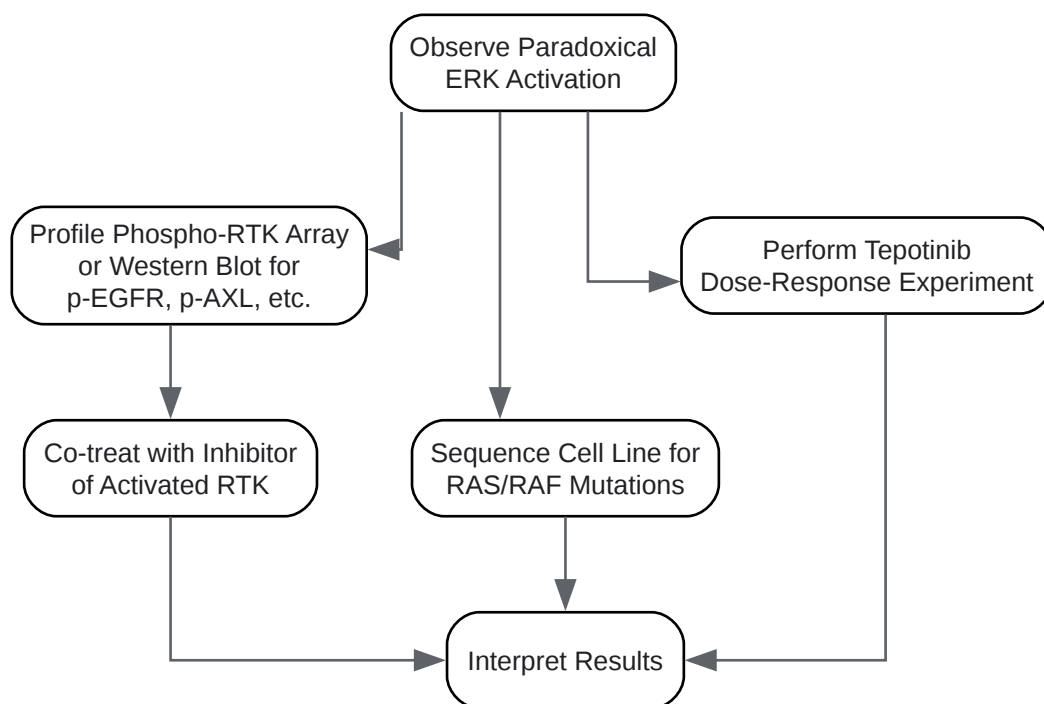 Observe Paradoxical
ERK Activation
Profile Phospho-RTK Array
or Western Blot for
p-EGFR, p-AXL, etc.
Perform Tepotinib
Dose-Response Experiment
Co-treat with Inhibitor
of Activated RTK
Sequence Cell Line for
RAS/RAF Mutations
Interpret Results